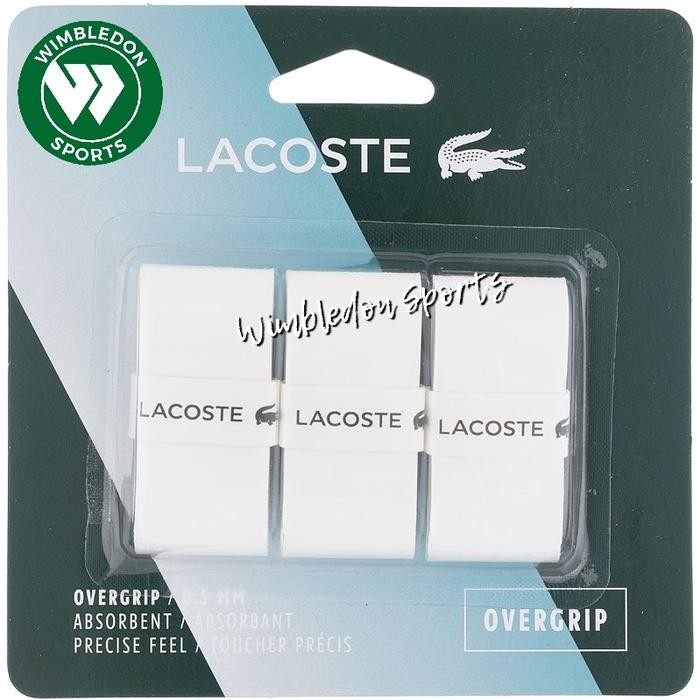 WIMBLEDON
SPORTS
LACOSTE
Wimbledon Sports
LACOSTE
LACOSTE
LACOSTE
OVERGRIP / 0.5 MM
ABSORBENT / ABSORBANT
PRECISE FEEL / TOUCHER PRÉCIS
OVERGRIP